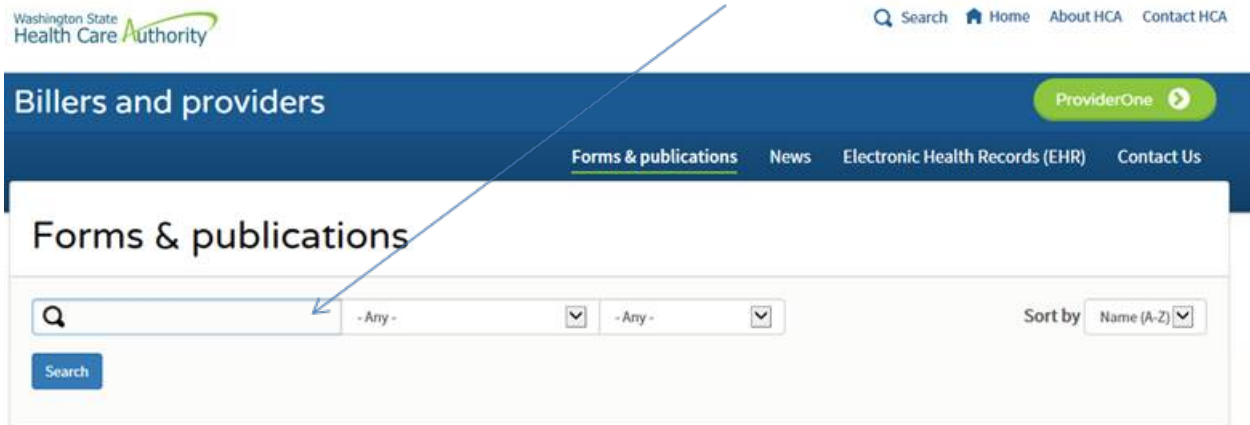 Washington State
Health Care Authority
Search Home About HCA Contact HCA
Billers and providers
ProviderOne
Forms & publications News Electronic Health Records (EHR) Contact Us
Forms & publications
- Any - - Any - Sort by Name (A-Z)
Search